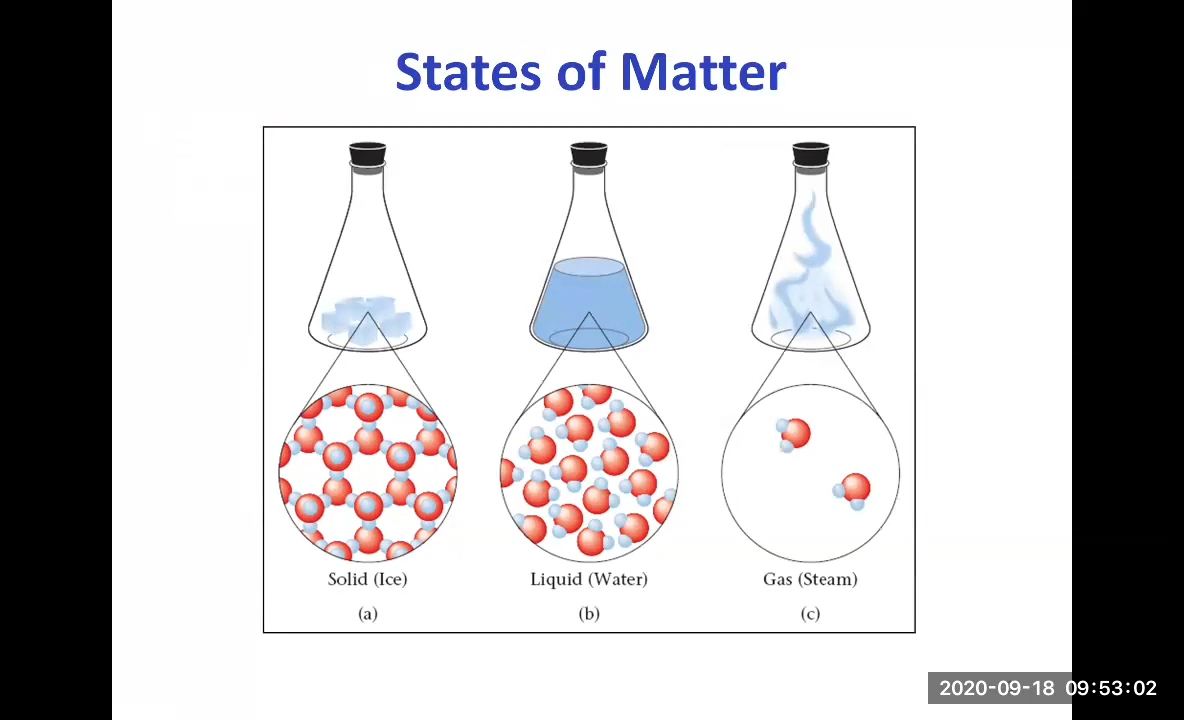 States of Matter
Solid (Ice)
Liquid (Water)
Gas (Steam)
(a)
(b)
(c)
2020-09-18 09:53:02